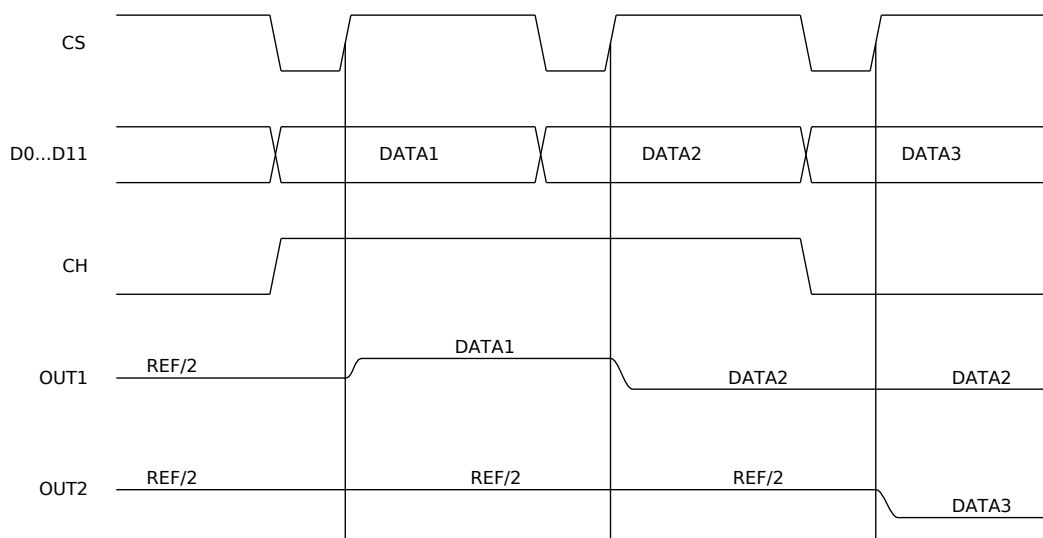 CS
D0...D11 DATA1 DATA2 DATA3
CH
DATA1
REF/2
OUT1 DATA2 DATA2
REF/2 REF/2 REF/2
OUT2
DATA3